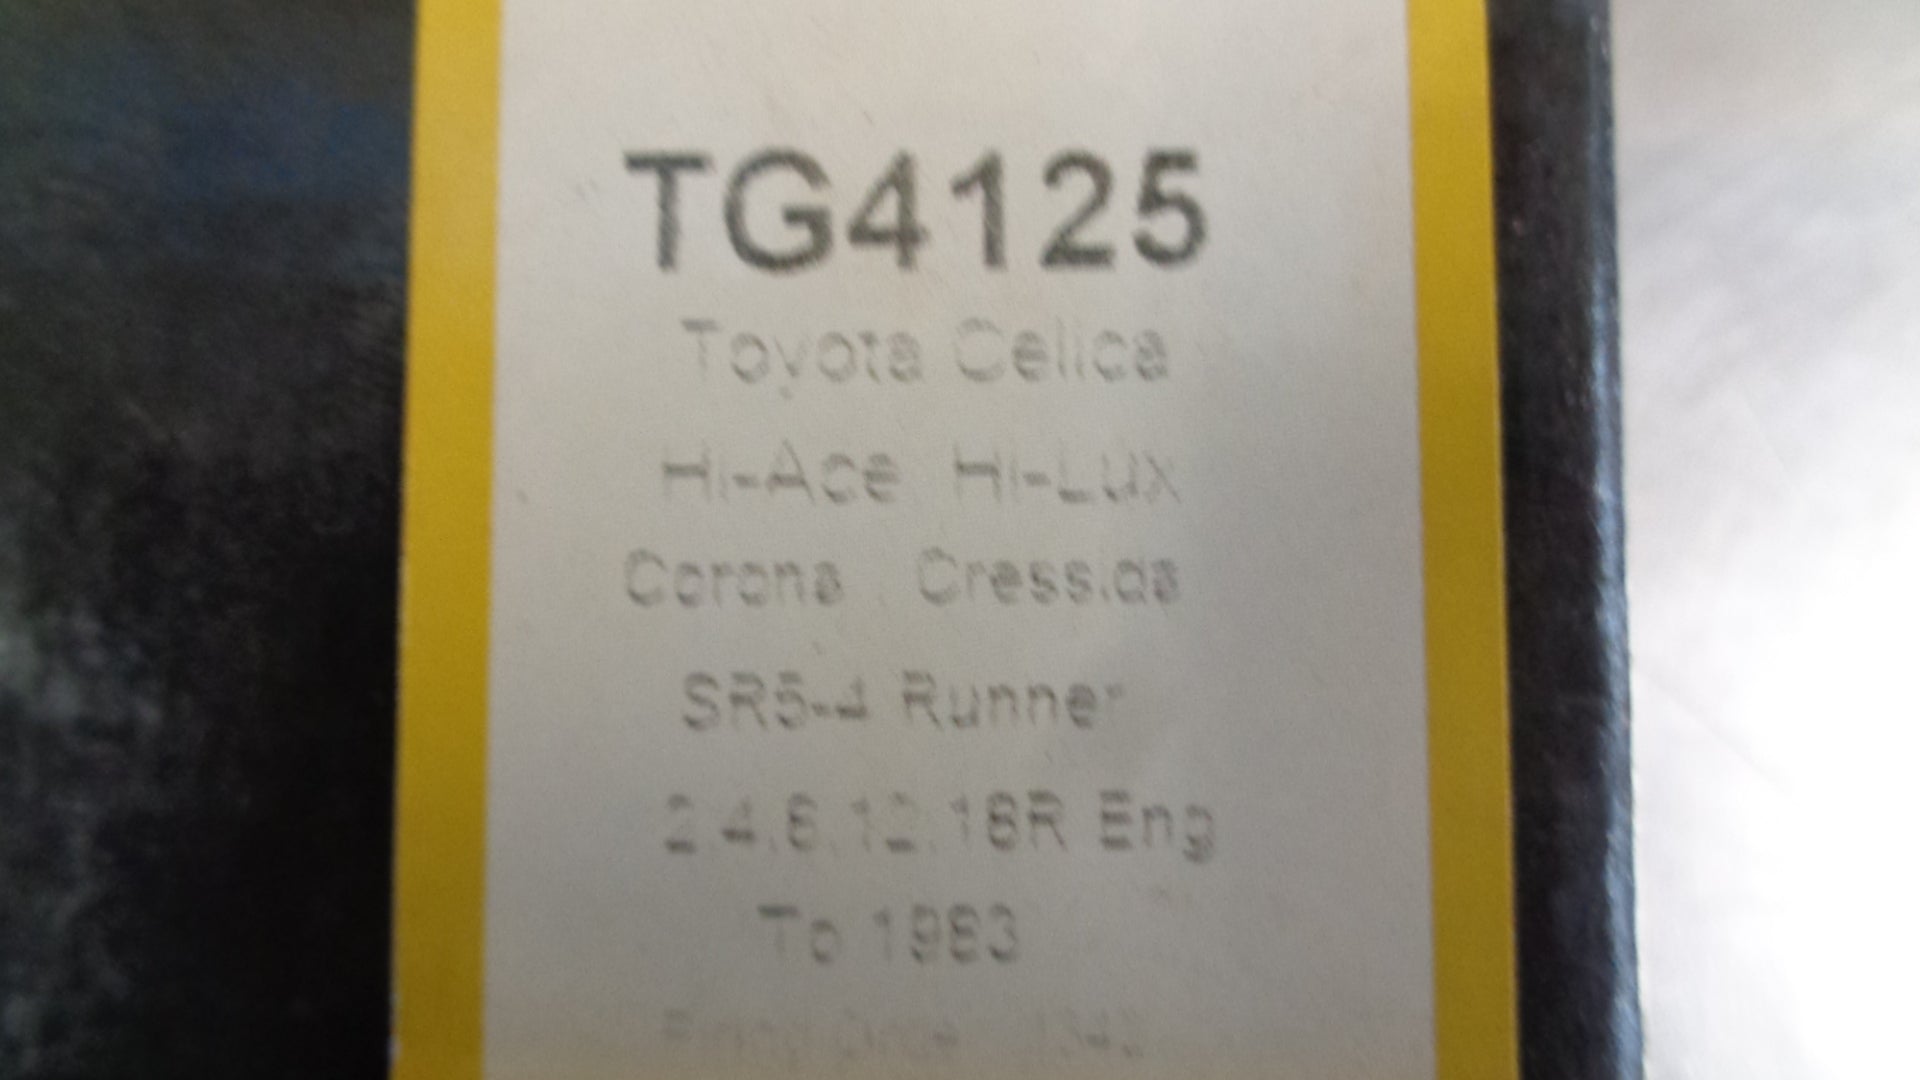 TG4125
Toyota Celica
Hi-Ace Hi-Lux
Corona . Cressida
SR5-4 Runner
2.4.6.12.18R Eng
To 1983